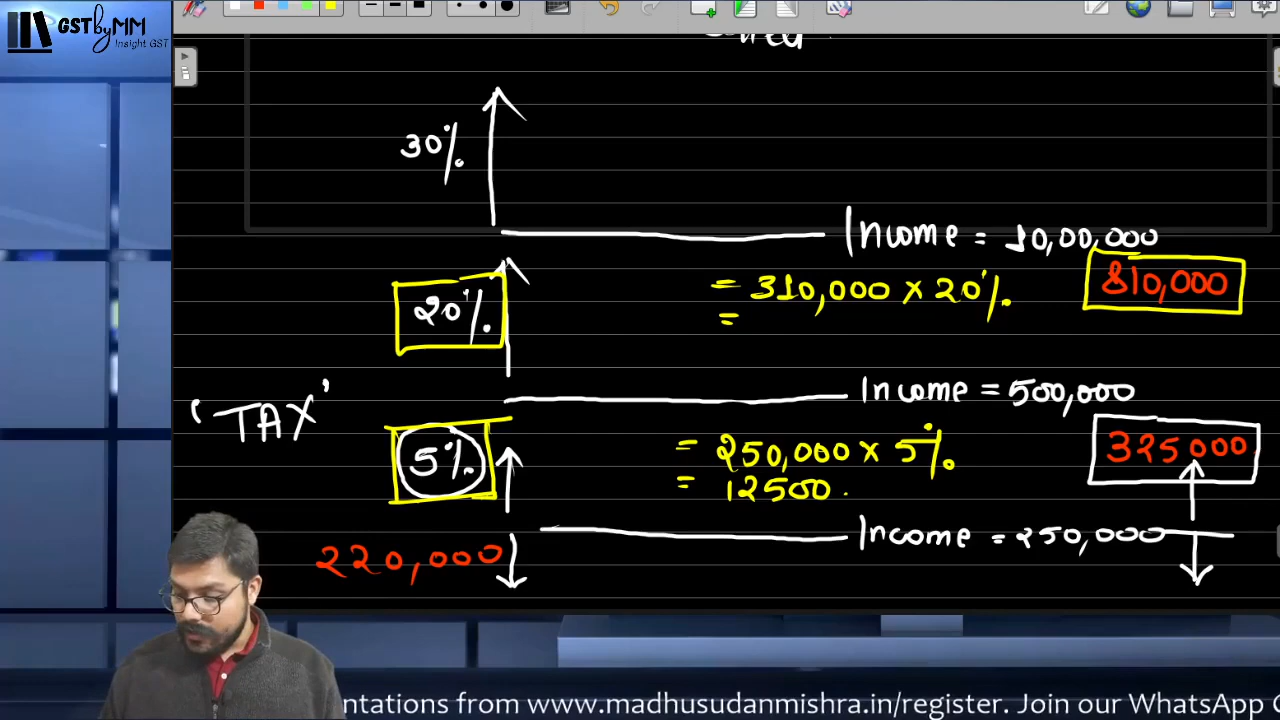 GSTbyMM
Insight GST
30%
Income = 10,00,000
20%
= 310,000 × 20%.
810,000
=
Income = 500,000
'TAX'
5%
= 250,000 × 5%
325000
= 12500.
Income = 250,000
220,000
ntations from www.madhusudanmishra.in/register. Join our WhatsApp